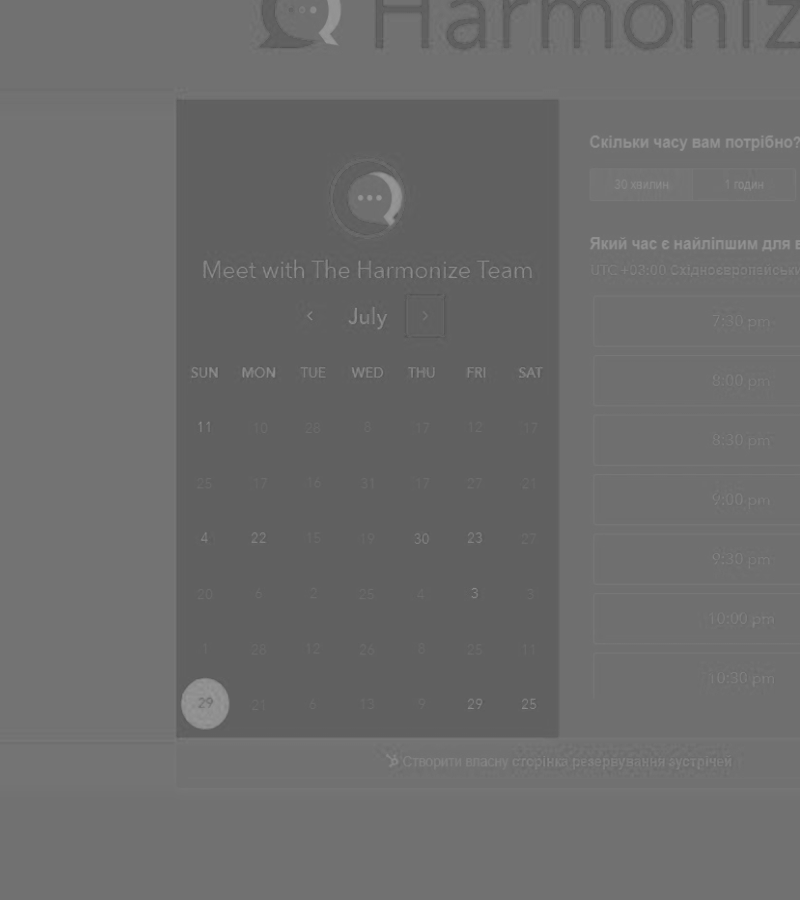 Harmoniz
Скільки часу вам потрібно?
30 хвилин 1 годин
Meet with The Harmonize Team
Який час є найліпшим для в
UTC +03:00 Східноєвропейськи
‹ July ›
7:30 pm
SUN MON TUE WED THU FRI SAT
8:00 pm
11 10 28 8 17 12 17
8:30 pm
25 17 16 31 17 27 21
9:00 pm
4 22 15 19 30 23 27
9:30 pm
20 6 2 25 4 3 3
10:00 pm
1 28 12 26 8 25 11
10:30 pm
29 21 6 13 9 29 25
Створити власну сторінка резервування зустрічей